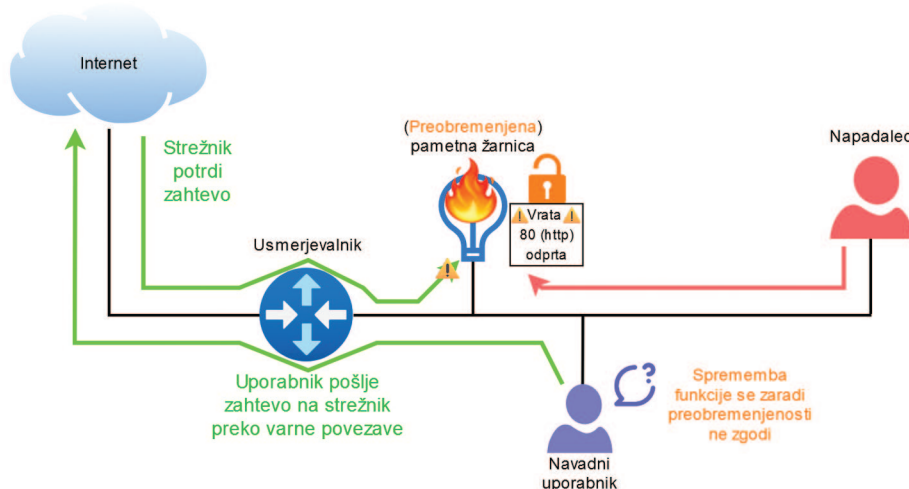 Internet
Strežnik
potrdi
zahtevo
(Preobremenjena)
pametna žarnica
Vrata
80 (http)
odprta
Napadalec
Usmerjevalnik
Uporabnik pošlje
zahtevo na strežnik
preko varne povezave
Sprememba
funkcije se zaradi
preobremenjenosti
ne zgodi
Navadni
uporabnik